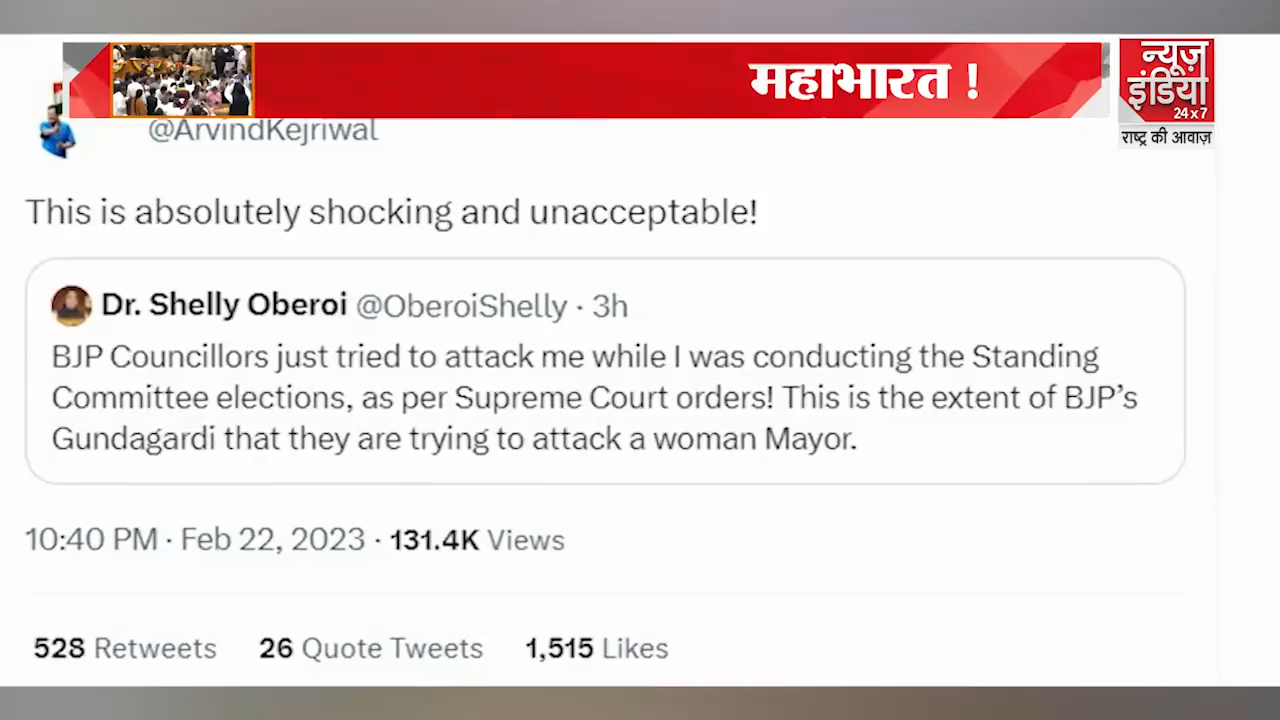 महाभारत !
न्यूज़
इंडिया
24x7
राष्ट्र की आवाज़
@ArvindKejriwal
This is absolutely shocking and unacceptable!
Dr. Shelly Oberoi @OberoiShelly · 3h
BJP Councillors just tried to attack me while I was conducting the Standing
Committee elections, as per Supreme Court orders! This is the extent of BJP’s
Gundagardi that they are trying to attack a woman Mayor.
10:40 PM · Feb 22, 2023 · 131.4K Views
528 Retweets 26 Quote Tweets 1,515 Likes